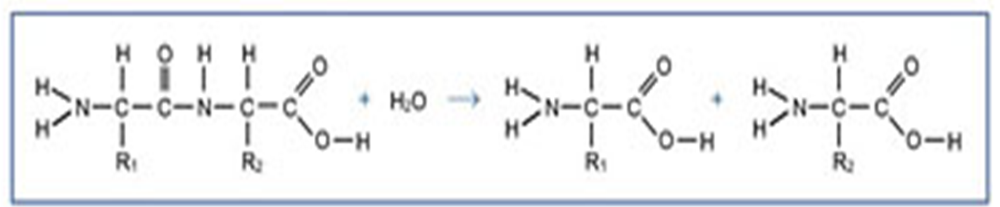 H O H H O H O H O
H H H
N—C—C—N—C—C + H₂O → N—C—C + N—C—C
H O—H H O—H H O—H
R₁ R₂ R₁ R₂